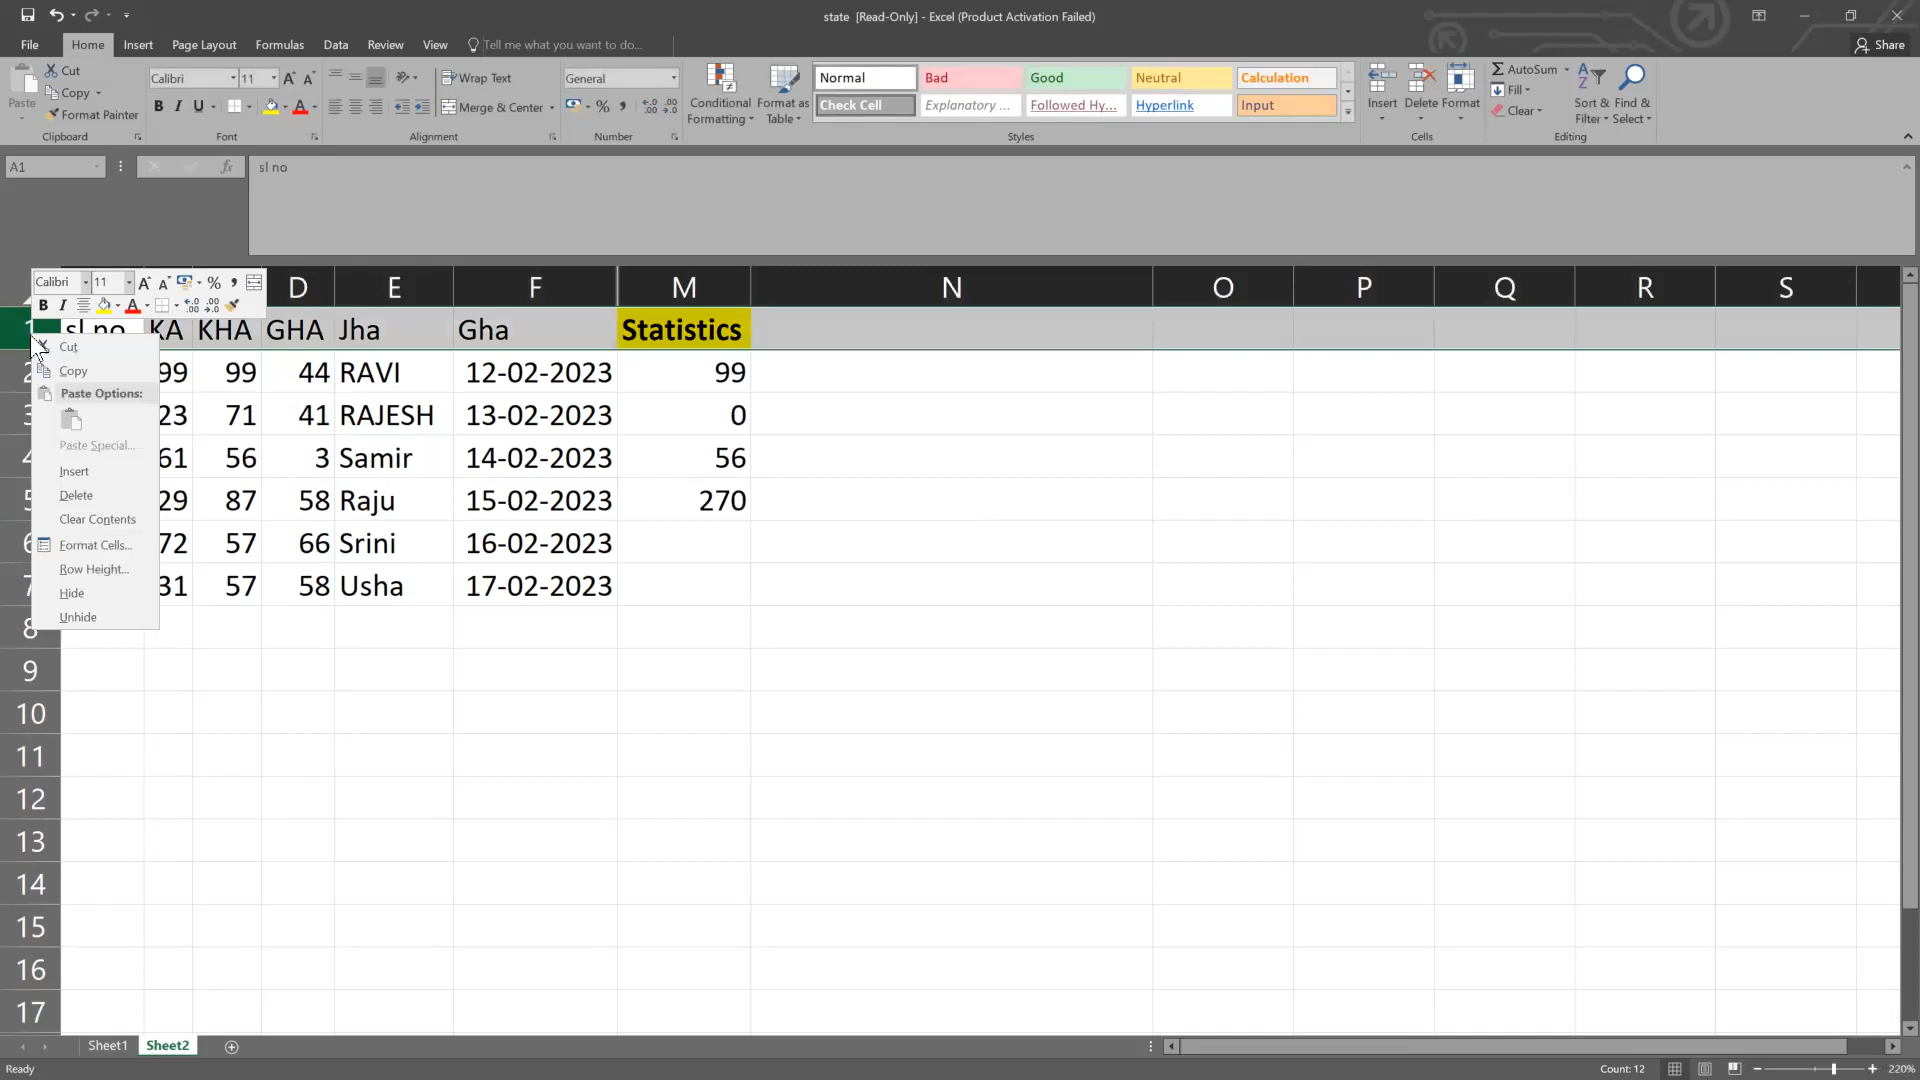 state [Read-Only] - Excel (Product Activation Failed)
File Home Insert Page Layout Formulas Data Review View Tell me what you want to do... Share
Paste
Cut
Copy
Format Painter
Calibri 11
B I U
Wrap Text
Merge & Center
General
%
Conditional Formatting
Format as Table
Normal Bad Good Neutral Calculation
Check Cell Explanatory ... Followed Hy... Hyperlink Input
Insert Delete Format
AutoSum
Fill
Clear
Sort & Filter
Find & Select
Clipboard Font Alignment Number Styles Cells Editing
A1 fx sl no
Calibri 11 %
B I
D E F M N O P Q R S
sl no KA KHA GHA Jha Gha Statistics
99 99 44 RAVI 12-02-2023 99
23 71 41 RAJESH 13-02-2023 0
61 56 3 Samir 14-02-2023 56
29 87 58 Raju 15-02-2023 270
72 57 66 Srini 16-02-2023
31 57 58 Usha 17-02-2023
8
9
10
11
12
13
14
15
16
17
Cut
Copy
Paste Options:
Paste Special...
Insert
Delete
Clear Contents
Format Cells...
Row Height...
Hide
Unhide
Sheet1 Sheet2
Ready Count: 12 220%